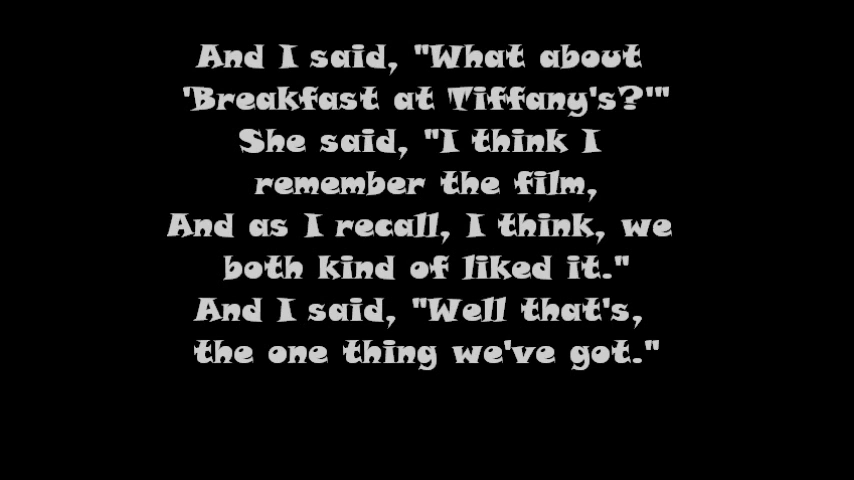 And I said, "What about
'Breakfast at Tiffany's?'"
She said, "I think I
remember the film,
And as I recall, I think, we
both kind of liked it."
And I said, "Well that's,
the one thing we've got."